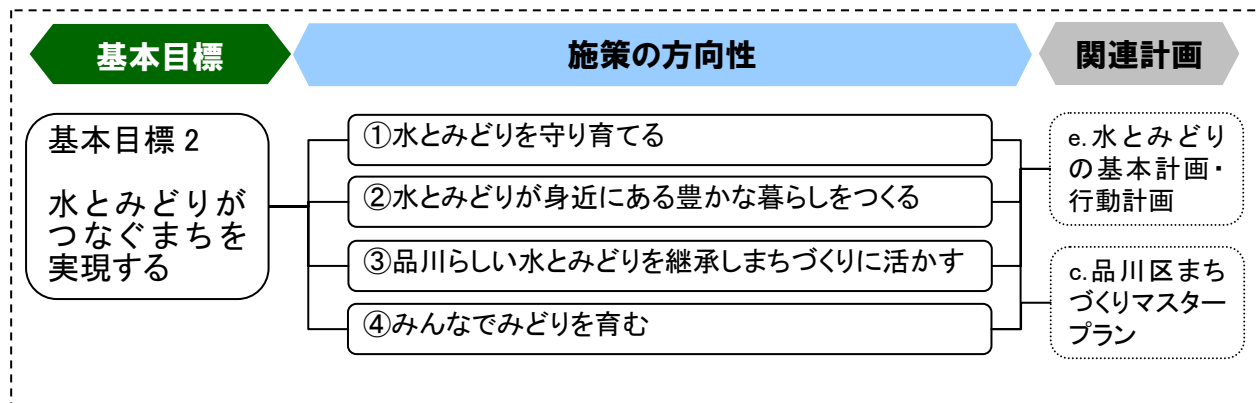 基本目標
施策の方向性
関連計画
基本目標 2
水とみどりが
つなぐまちを
実現する
①水とみどりを守り育てる
②水とみどりが身近にある豊かな暮らしをつくる
③品川らしい水とみどりを継承しまちづくりに活かす
④みんなでみどりを育む
e.水とみどり
の基本計画・
行動計画
c.品川区まち
づくりマスター
プラン